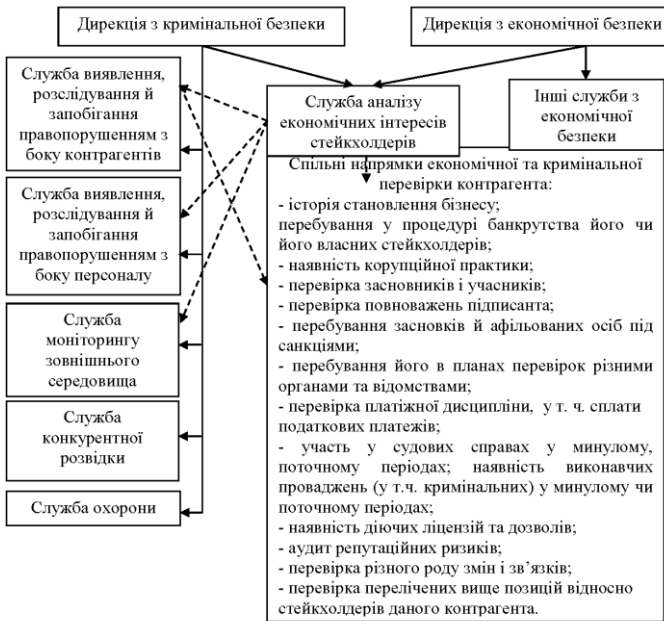 Дирекція з кримінальної безпеки
Дирекція з економічної безпеки
Служба виявлення,
розслідування й
запобігання
правопорушенням з
боку контрагентів
Служба аналізу
економічних інтересів
стейкхолдерів
Інші служби з
економічної
безпеки
Служба виявлення,
розслідування й
запобігання
правопорушенням з
боку персоналу
Служба
моніторингу
зовнішнього
середовища
Служба
конкурентної
розвідки
Служба охорони
Спільні напрямки економічної та кримінальної
перевірки контрагента:
- історія становлення бізнесу;
перебування у процедурі банкрутства його чи
його власних стейкхолдерів;
- наявність корупційної практики;
- перевірка засновників і учасників;
- перевірка повноважень підписанта;
- перебування засновків й афільованих осіб під
санкціями;
- перебування його в планах перевірок різними
органами та відомствами;
- перевірка платіжної дисципліни, у т. ч. сплати
податкових платежів;
- участь у судових справах у минулому,
поточному періодах; наявність виконавчих
проваджень (у т.ч. кримінальних) у минулому чи
поточному періодах;
- наявність діючих ліцензій та дозволів;
- аудит репутаційних ризиків;
- перевірка різного роду змін і зв’язків;
- перевірка перелічених вище позицій відносно
стейкхолдерів даного контрагента.